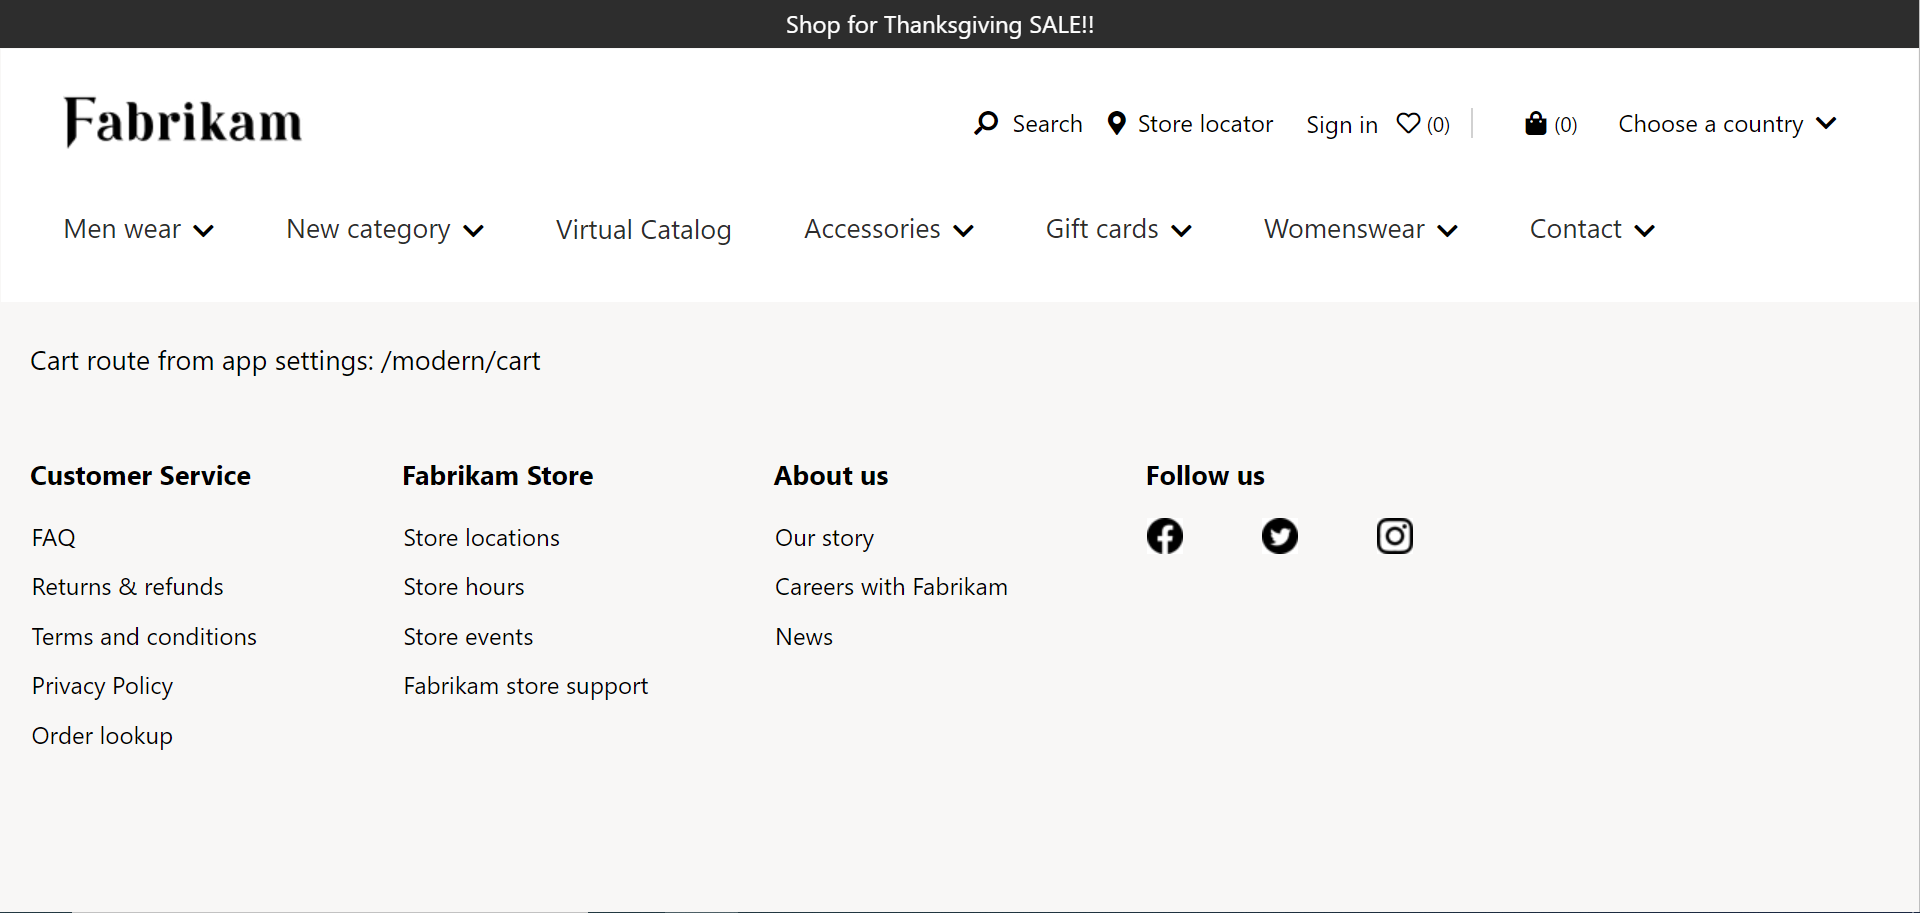 Shop for Thanksgiving SALE!!
Fabrikam
Search Store locator Sign in (0) (0) Choose a country
Men wear New category Virtual Catalog Accessories Gift cards Womenswear Contact
Cart route from app settings: /modern/cart
Customer Service
FAQ
Returns & refunds
Terms and conditions
Privacy Policy
Order lookup
Fabrikam Store
Store locations
Store hours
Store events
Fabrikam store support
About us
Our story
Careers with Fabrikam
News
Follow us